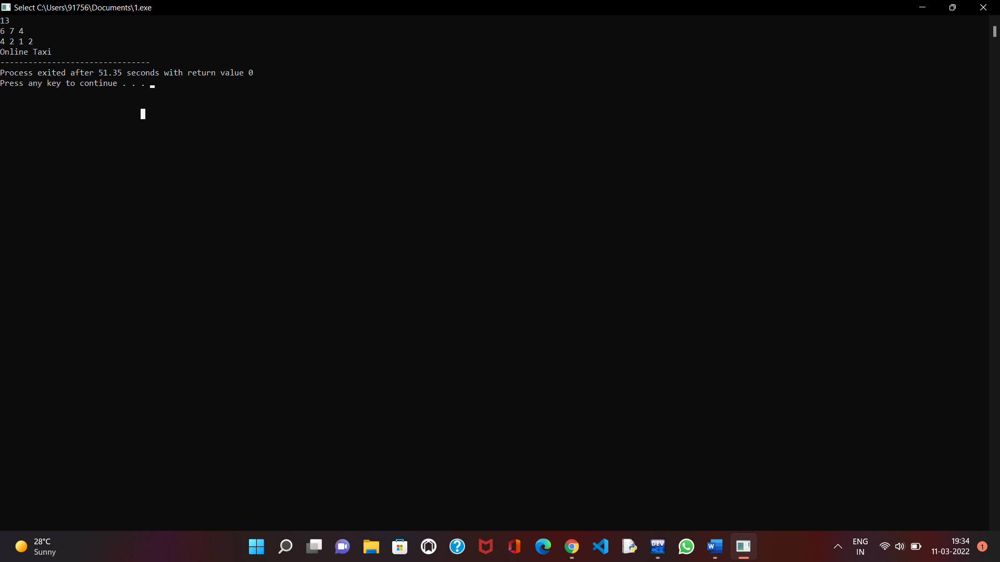 Select C:\Users\91756\Documents\1.exe
13
6 7 4
4 2 1 2
Online Taxi
--------------------------------
Process exited after 51.35 seconds with return value 0
Press any key to continue . . .
28°C
Sunny
DEV
C++
W
ENG
IN
19:34
11-03-2022
1